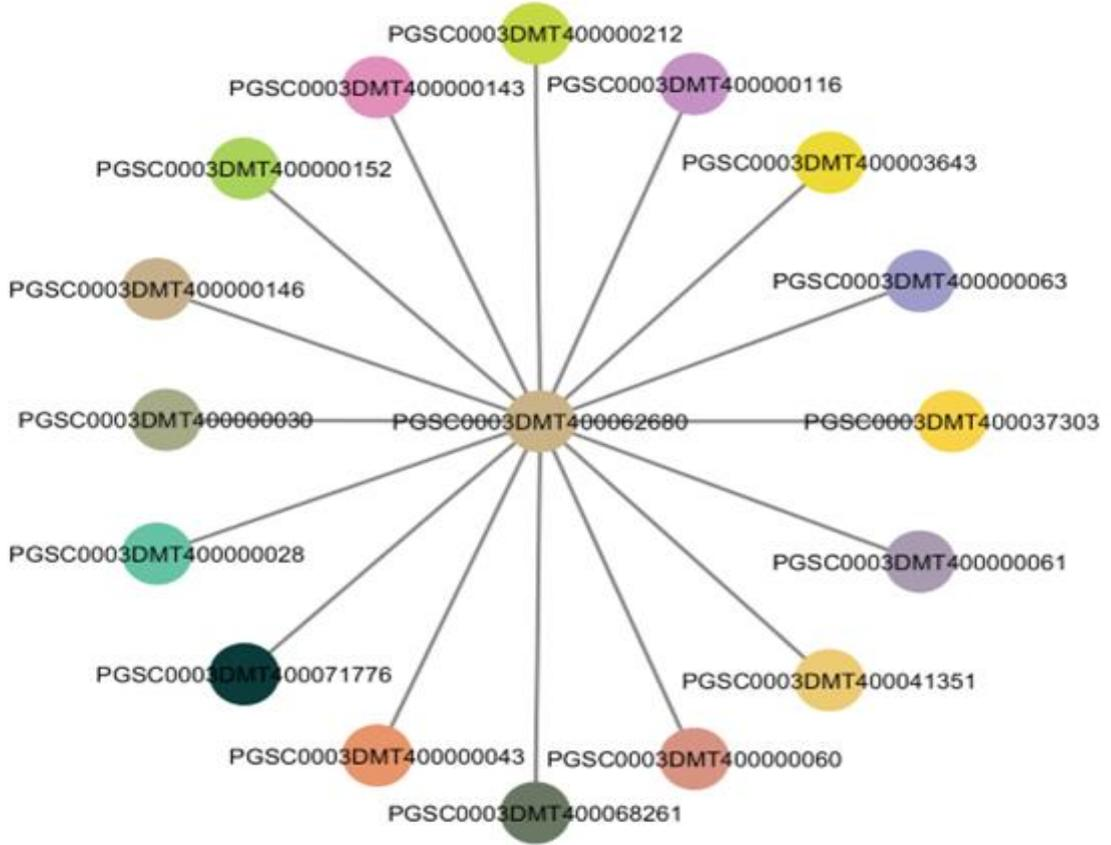 PGSC0003DMT400000212
PGSC0003DMT400000143
PGSC0003DMT400000116
PGSC0003DMT400000152
PGSC0003DMT400003643
PGSC0003DMT400000146
PGSC0003DMT400000063
PGSC0003DMT400000030
PGSC0003DMT400062680
PGSC0003DMT400037303
PGSC0003DMT400000028
PGSC0003DMT400000061
PGSC0003DMT400071776
PGSC0003DMT400041351
PGSC0003DMT400000043
PGSC0003DMT400000060
PGSC0003DMT400068261